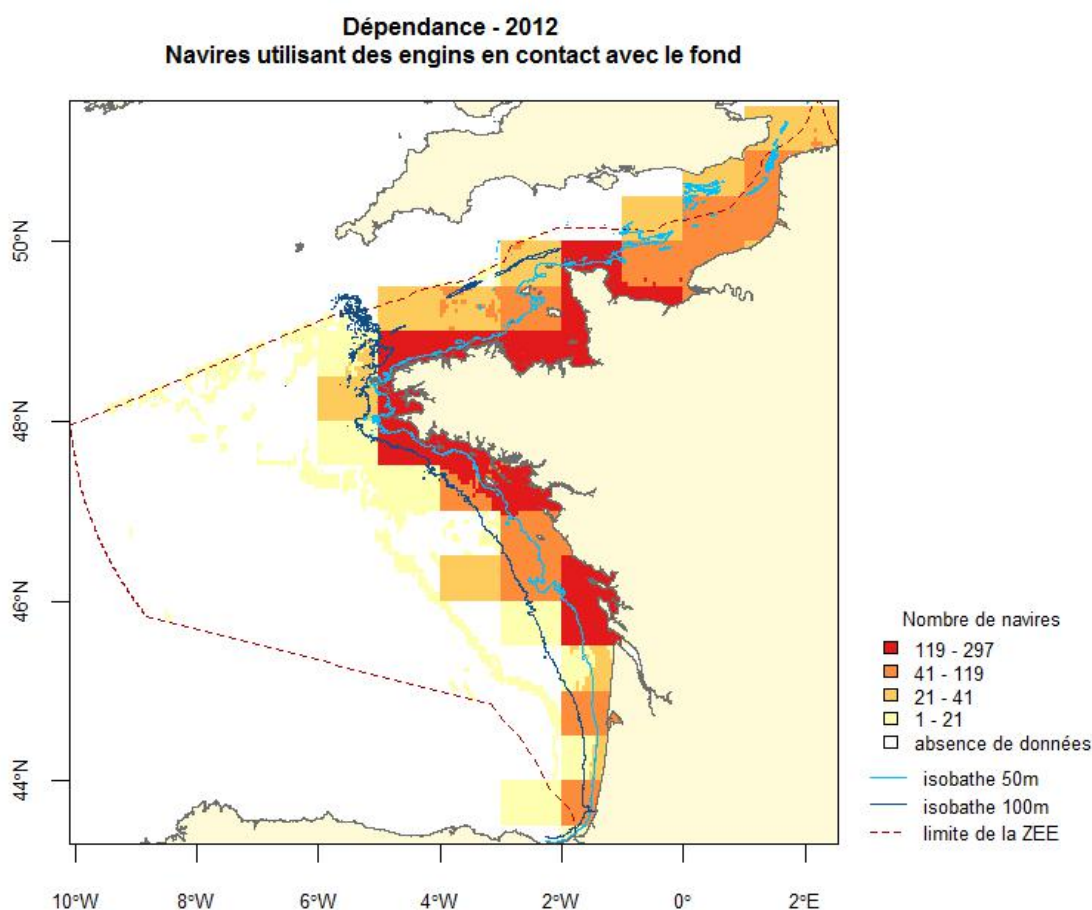 Dépendance - 2012
Navires utilisant des engins en contact avec le fond
50°N
48°N
46°N
44°N
10°W
8°W
6°W
4°W
2°W
0°
2°E
Nombre de navires
119 - 297
41 - 119
21 - 41
1 - 21
absence de données
isobathe 50m
isobathe 100m
limite de la ZEE